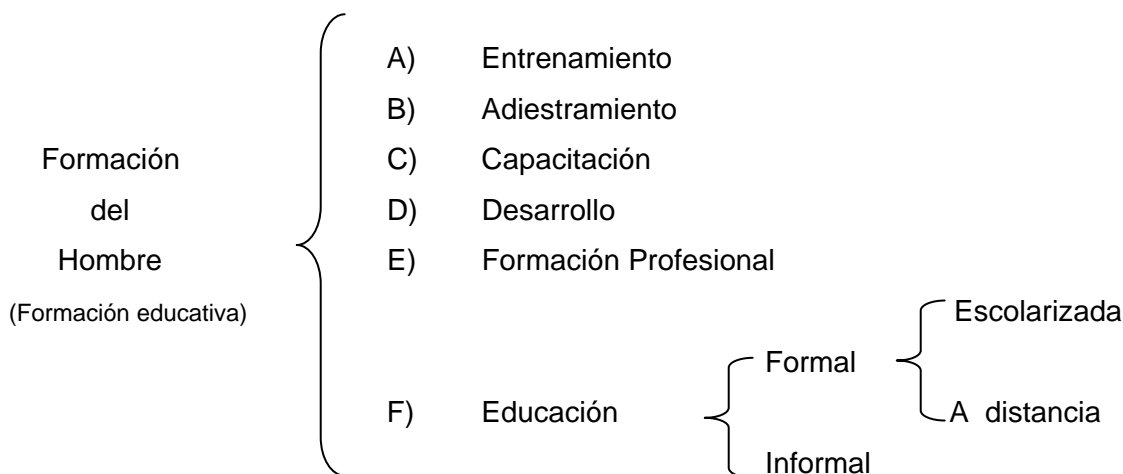 A) Entrenamiento
B) Adiestramiento
Formación C) Capacitación
del D) Desarrollo
Hombre E) Formación Profesional
(Formación educativa) Escolarizada
Formal
F) Educación A distancia
Informal